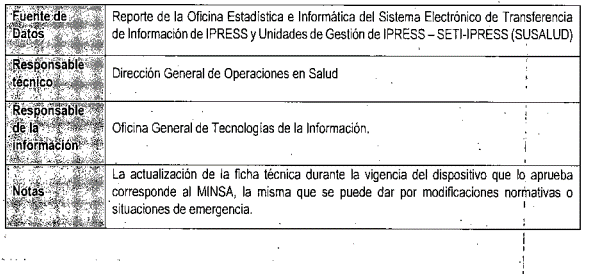 Fuente de
Datos
Reporte de la Oficina Estadística e Informática del Sistema Electrónico de Transferencia
de Información de IPRESS y Unidades de Gestión de IPRESS – SETI-IPRESS (SUSALUD)
Responsable
técnico
Dirección General de Operaciones en Salud
Responsable
de la
información
Oficina General de Tecnologías de la Información.
Notas
La actualización de la ficha técnica durante la vigencia del dispositivo que lo aprueba
corresponde al MINSA, la misma que se puede dar por modificaciones normativas o
situaciones de emergencia.